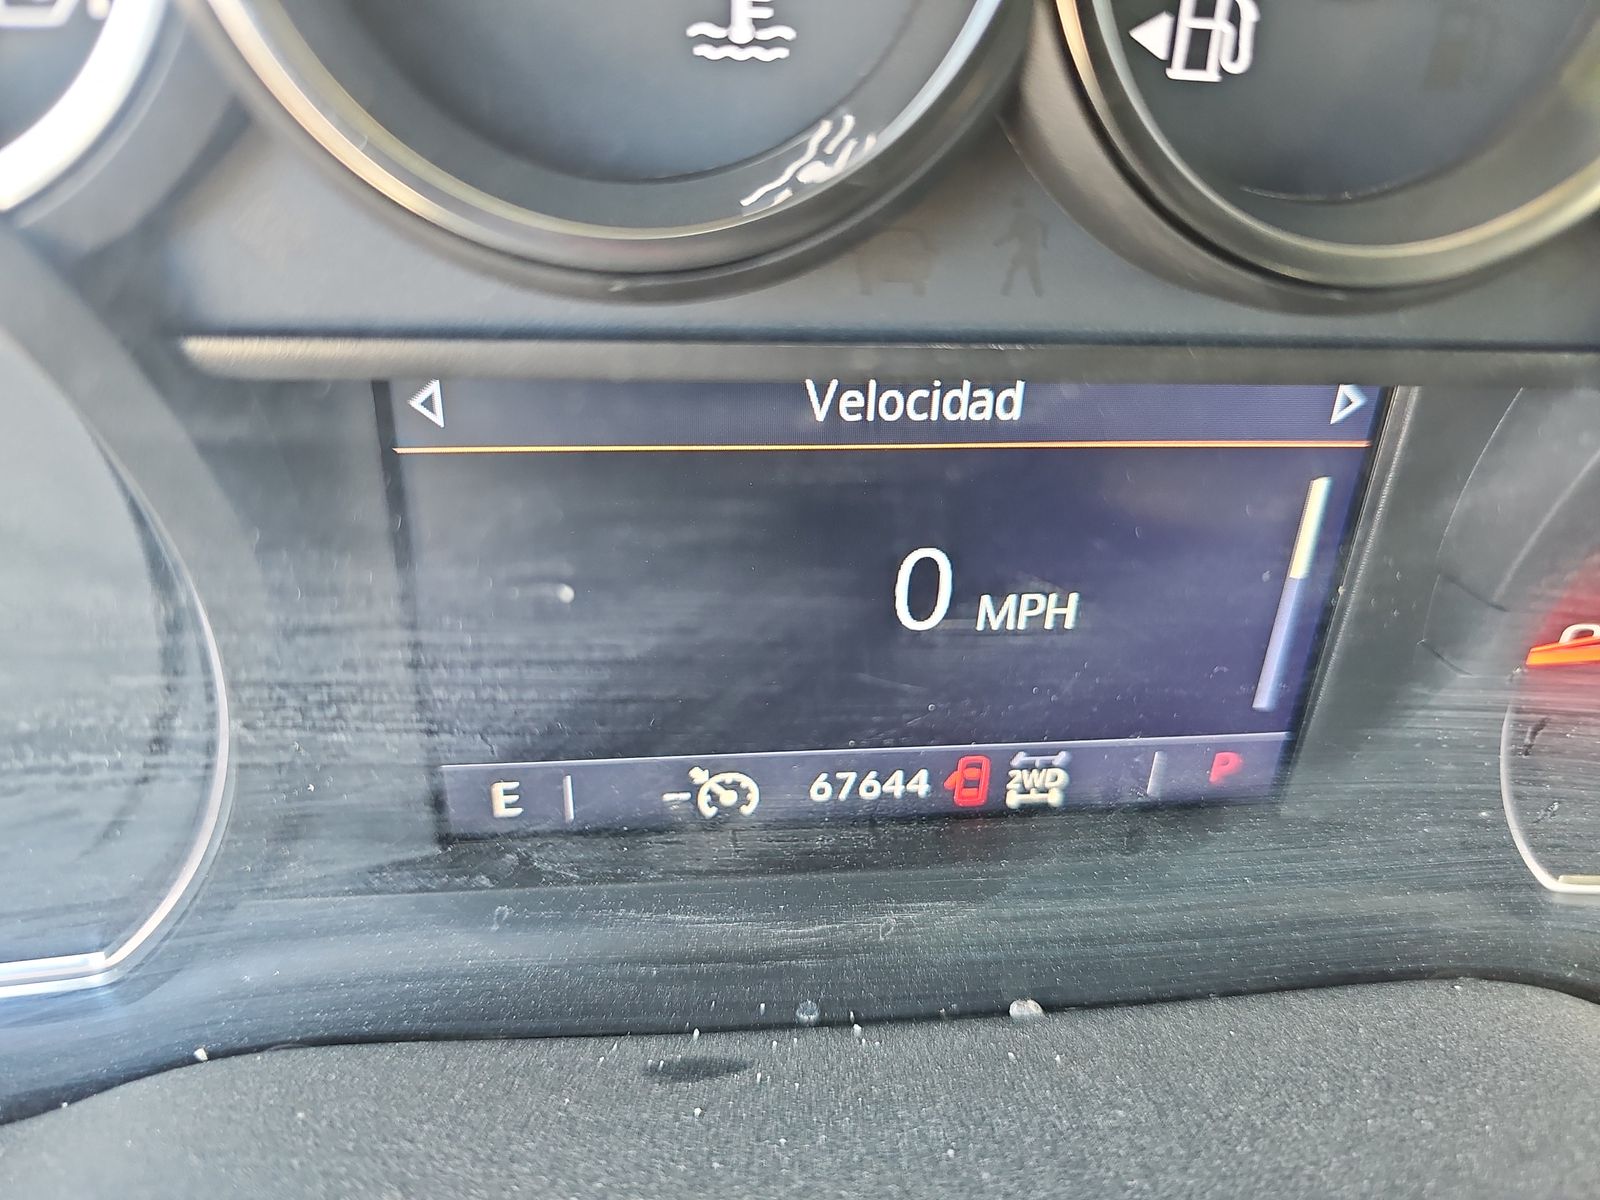 Velocidad
0 MPH
E 67644 2WD P